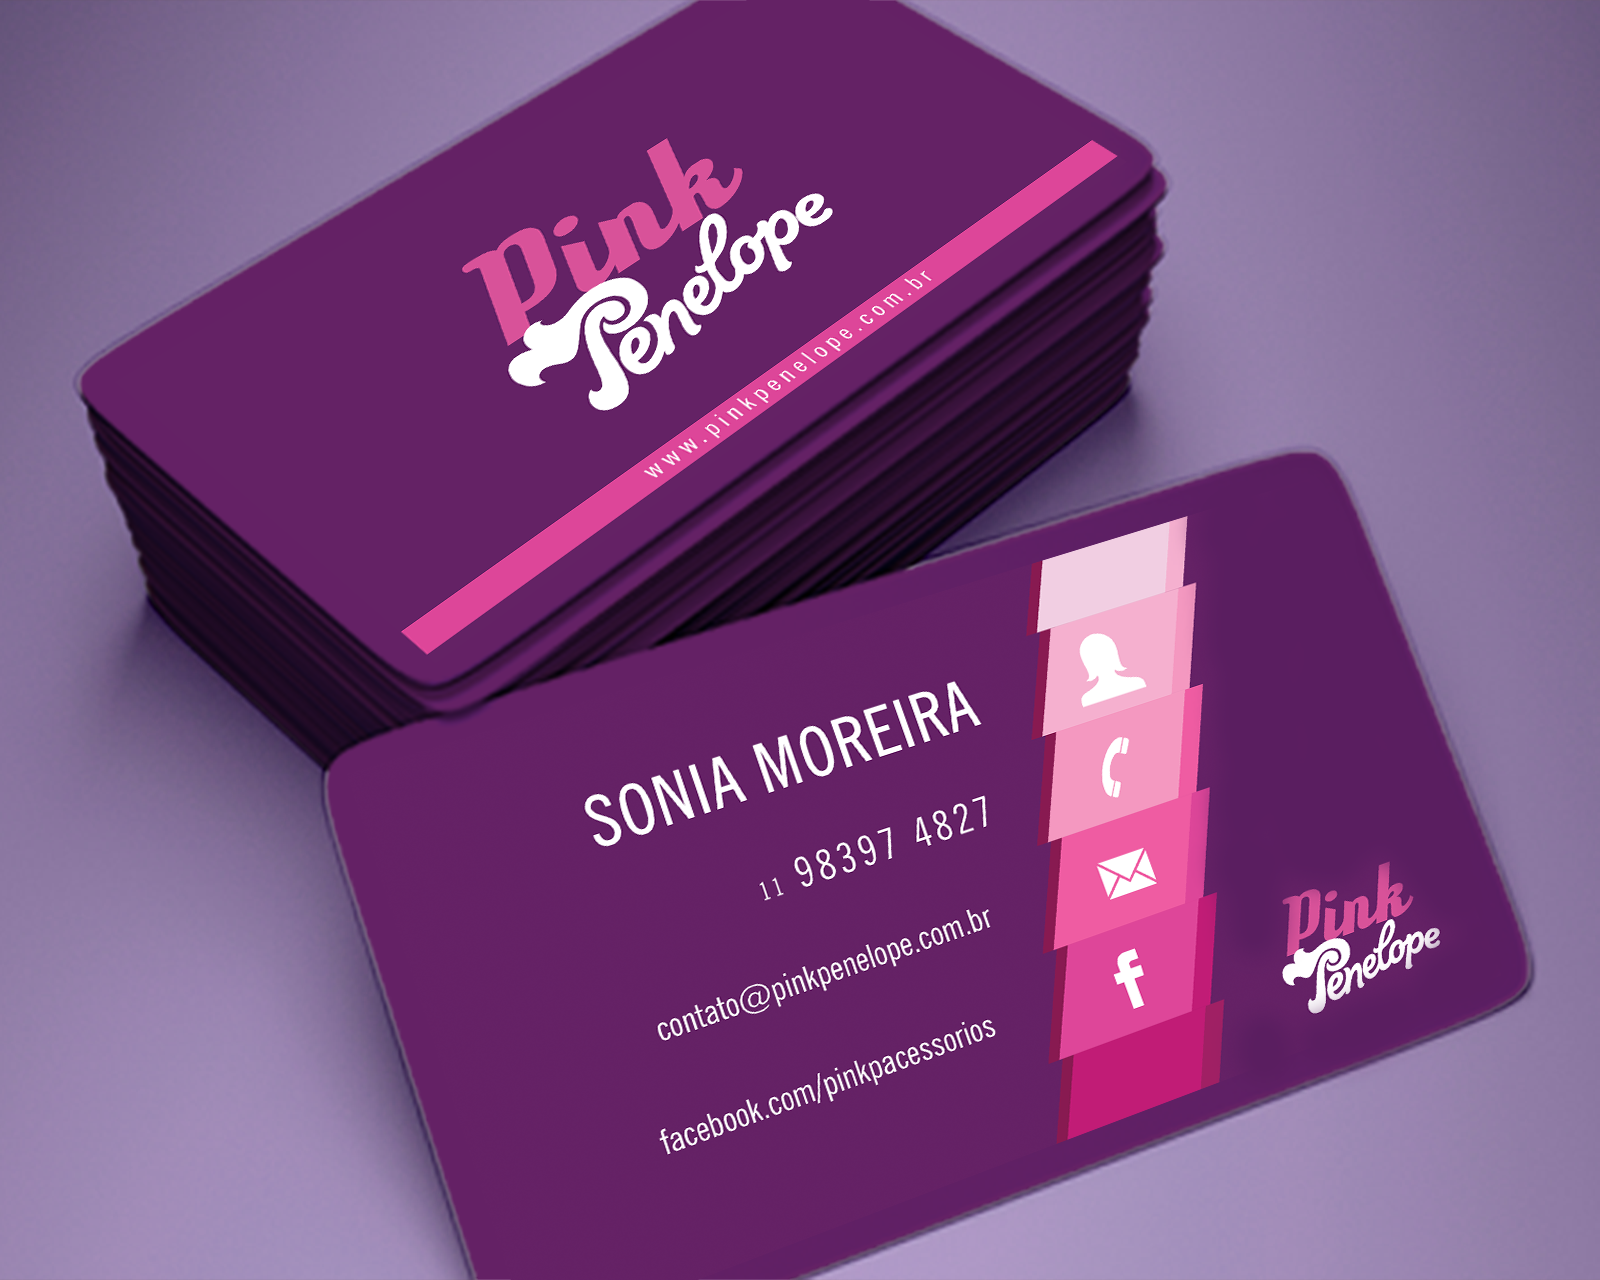 Pink
Penelope
www.pinkpenelope.com.br
SONIA MOREIRA
11 98397 4827
contato@pinkpenelope.com.br
facebook.com/pinkpacessorios
Pink
Penelope